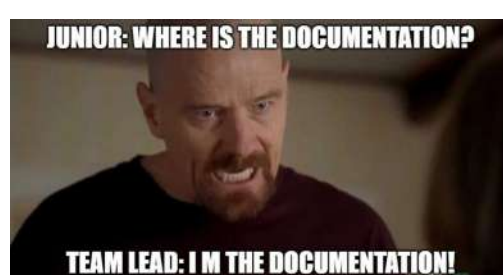 JUNIOR: WHERE IS THE DOCUMENTATION?
TEAM LEAD: I M THE DOCUMENTATION!